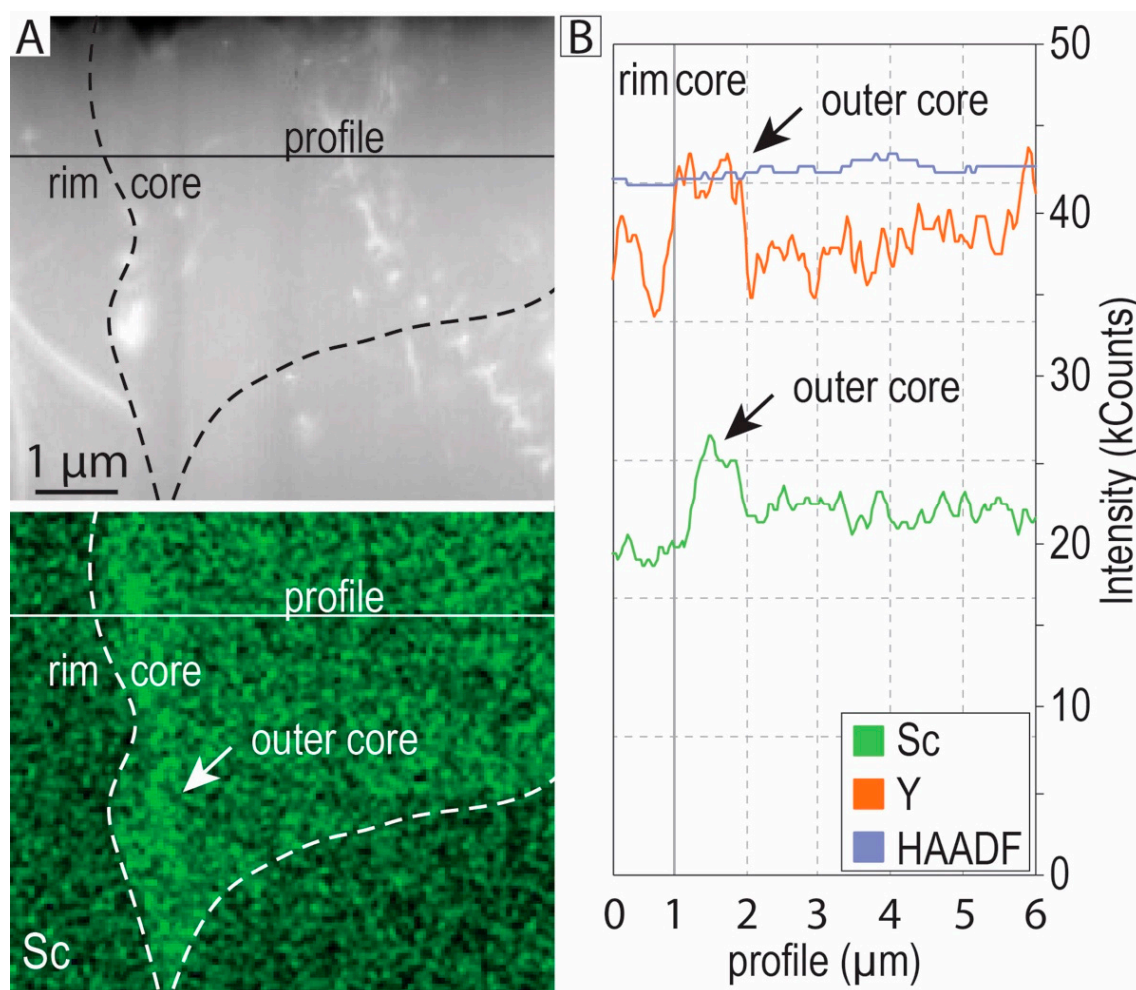 A
profile
rim core
1 µm
profile
rim core
outer core
Sc
B
rim core
outer core
outer core
50
40
30
20
10
0
Intensity (kCounts)
Sc
Y
HAADF
0 1 2 3 4 5 6
profile (µm)